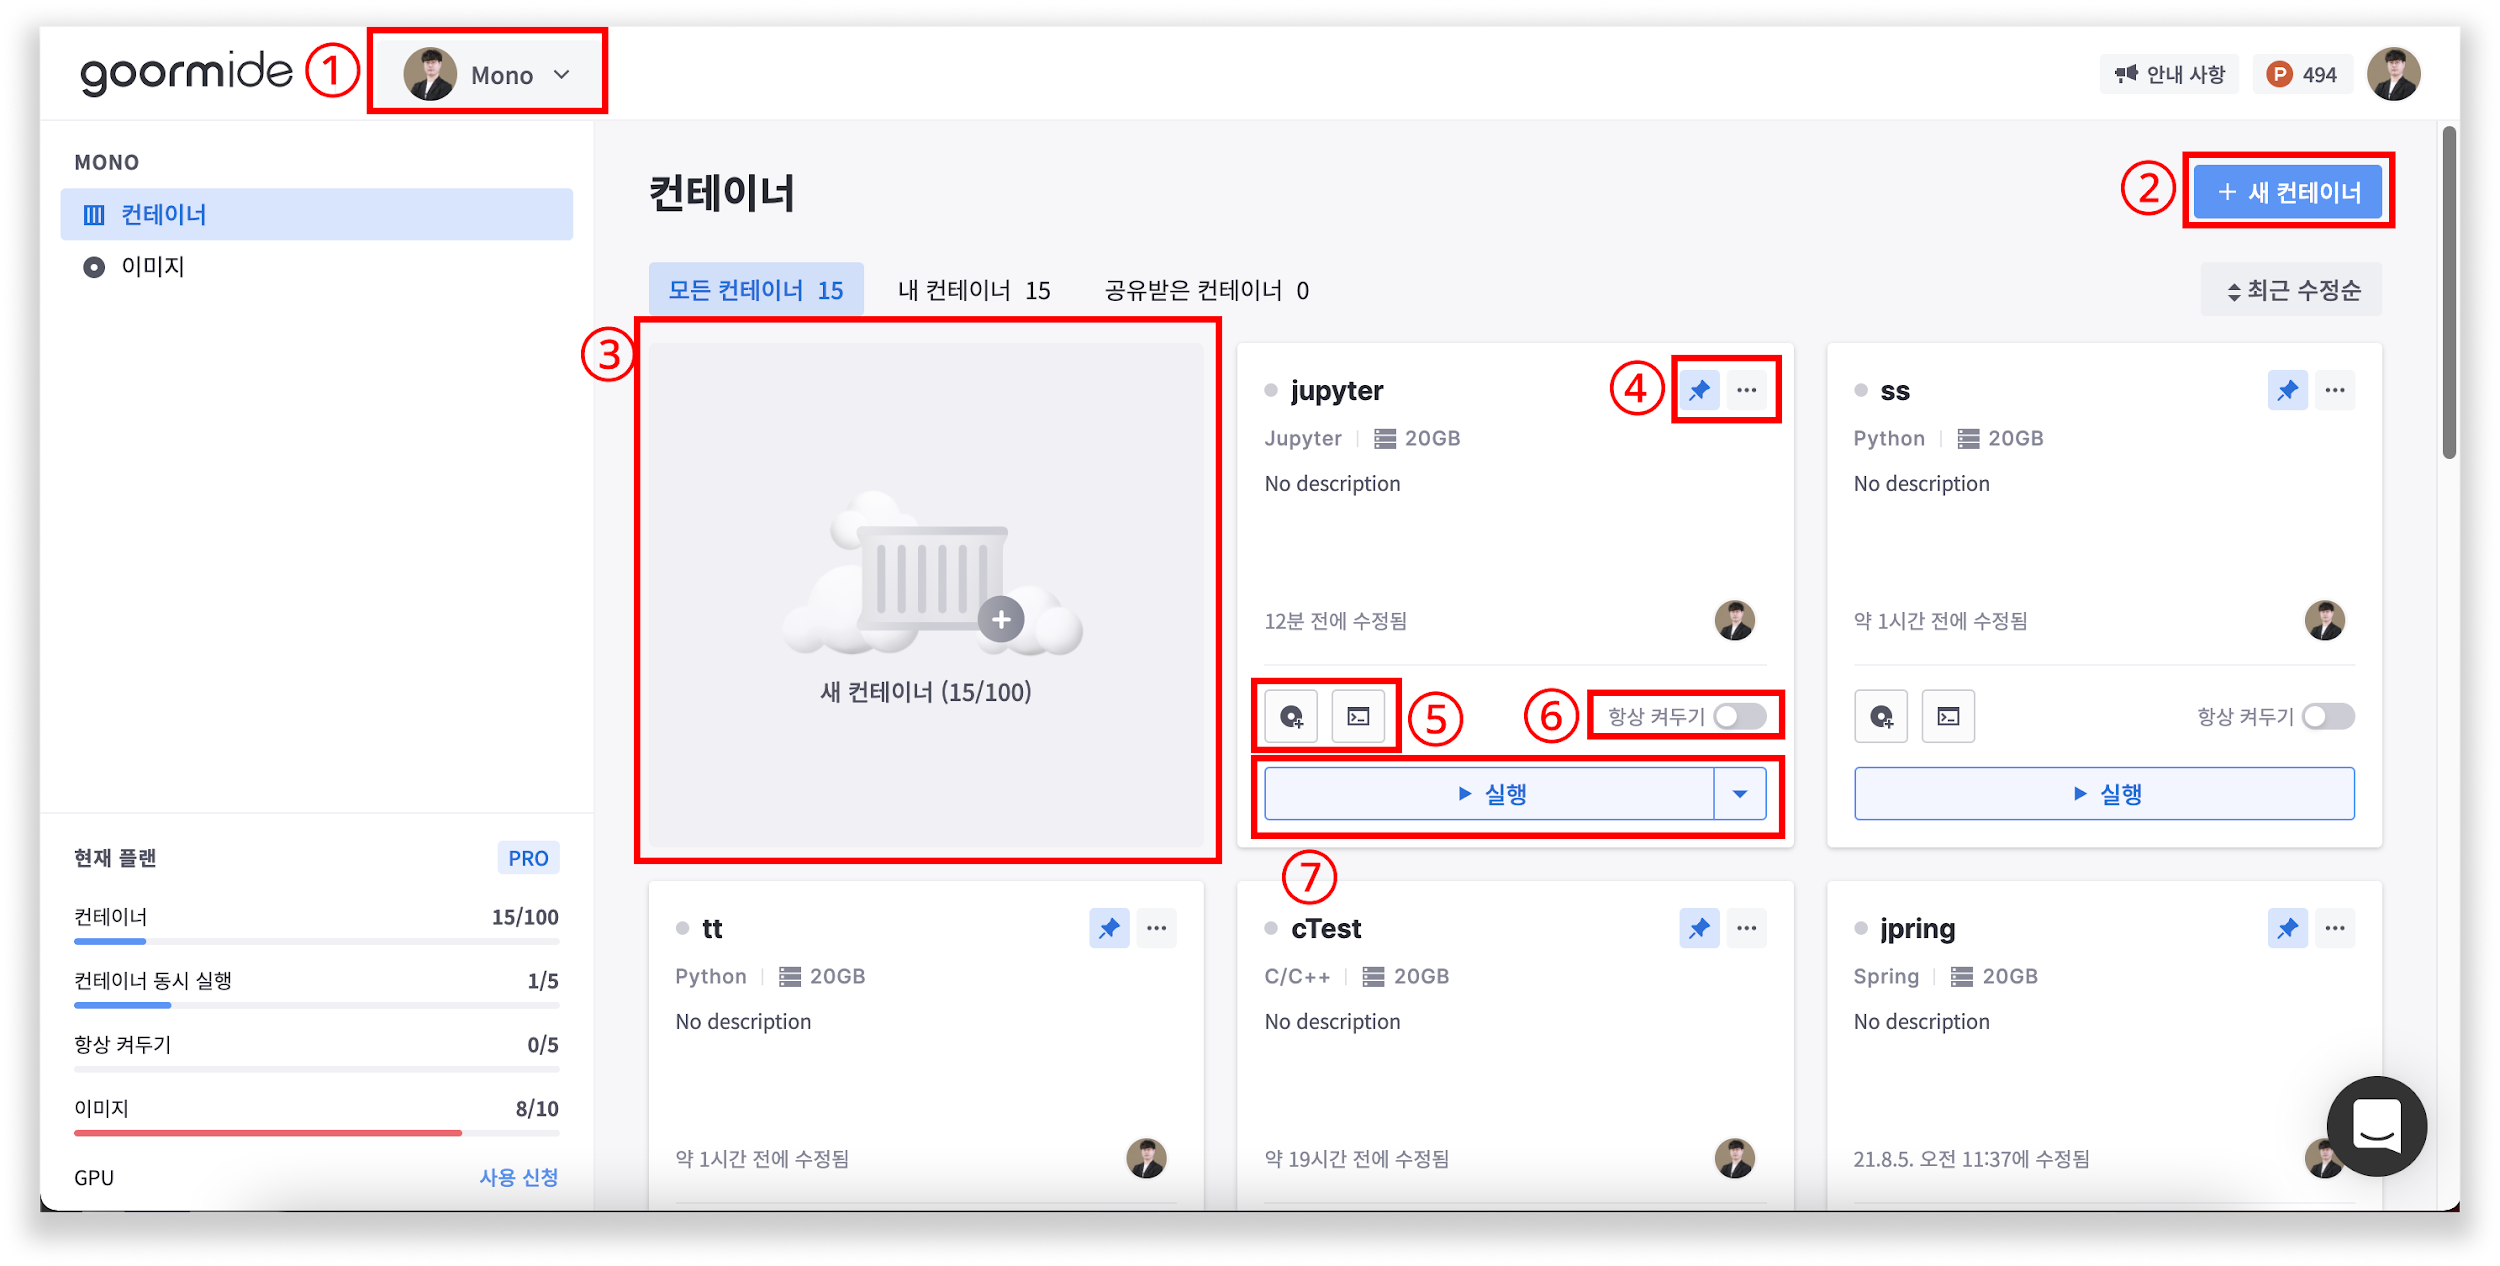 goormide
① Mono
안내 사항
P 494
MONO
컨테이너
이미지
컨테이너
② + 새 컨테이너
모든 컨테이너 15
내 컨테이너 15
공유받은 컨테이너 0
최근 수정순
③
새 컨테이너 (15/100)
jupyter
④
Jupyter | 20GB
No description
12분 전에 수정됨
⑤
⑥ 항상 켜두기
실행
⑦
ss
Python | 20GB
No description
약 1시간 전에 수정됨
항상 켜두기
실행
tt
Python | 20GB
No description
약 1시간 전에 수정됨
cTest
C/C++ | 20GB
No description
약 19시간 전에 수정됨
jpring
Spring | 20GB
No description
21.8.5. 오전 11:37에 수정됨
현재 플랜 PRO
컨테이너 15/100
컨테이너 동시 실행 1/5
항상 켜두기 0/5
이미지 8/10
GPU 사용 신청